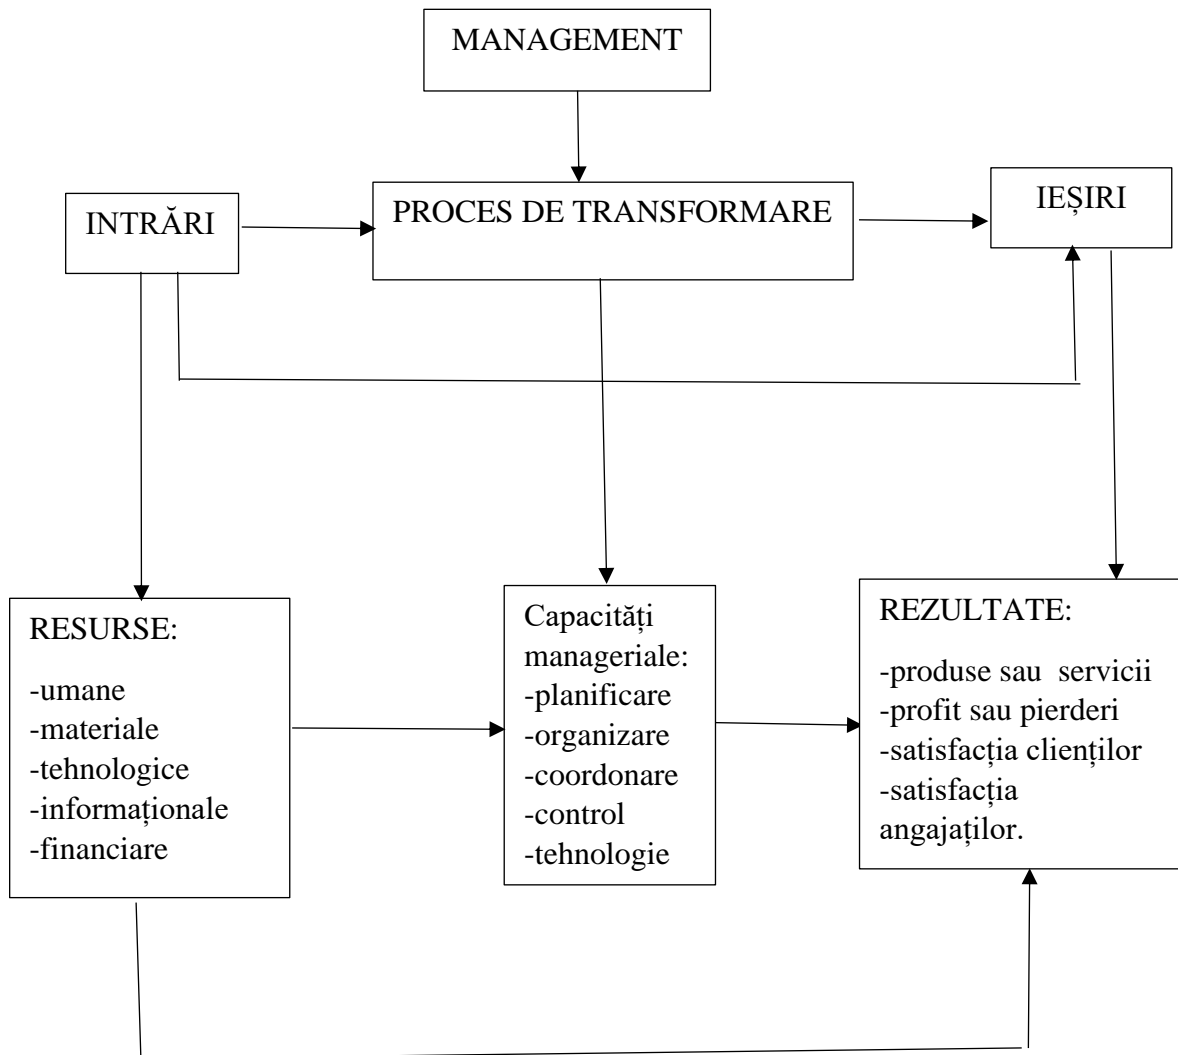 MANAGEMENT
INTRĂRI
PROCES DE TRANSFORMARE
IEȘIRI
RESURSE:
-umane
-materiale
-tehnologice
-informaționale
-financiare
Capacități
manageriale:
-planificare
-organizare
-coordonare
-control
-tehnologie
REZULTATE:
-produse sau  servicii
-profit sau pierderi
-satisfacția clienților
-satisfacția
angajaților.